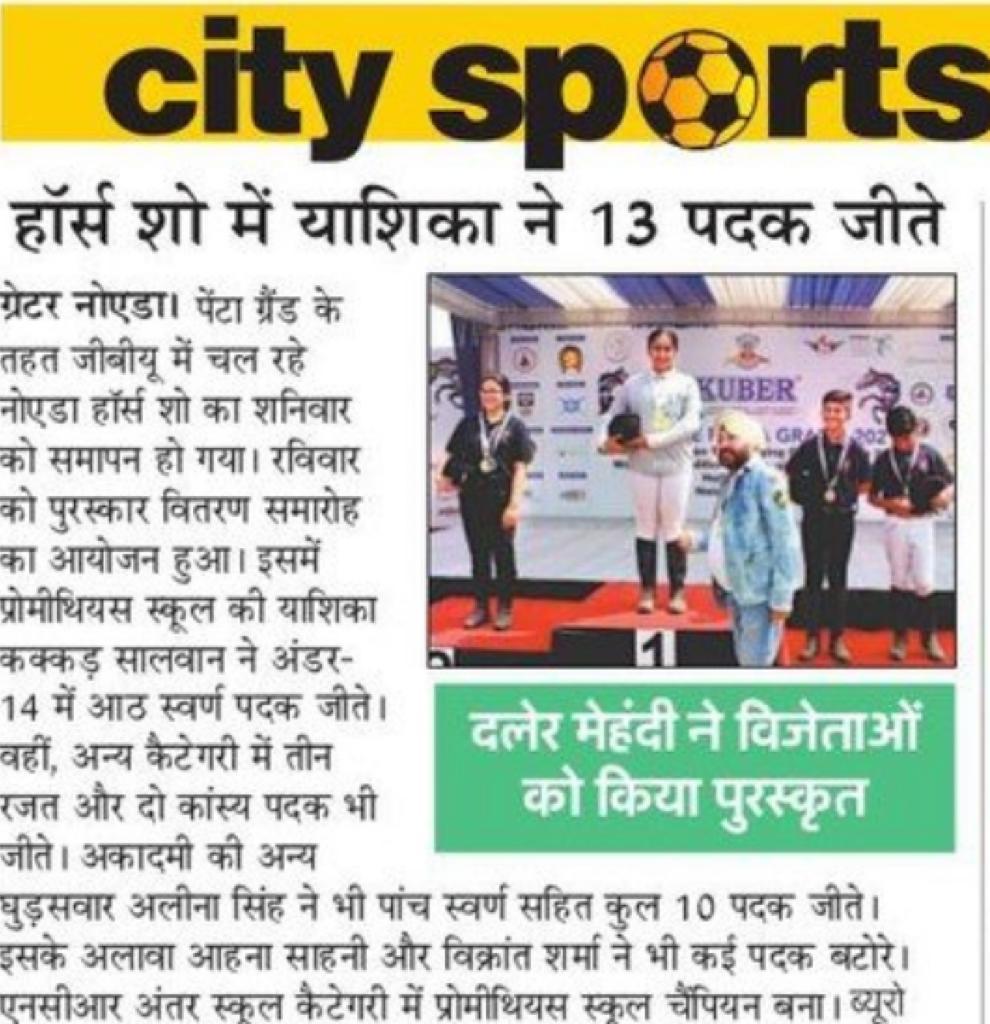 city sports
हॉर्स शो में याशिका ने 13 पदक जीते
ग्रेटर नोएडा। पेंटा ग्रैंड के
तहत जीबीयू में चल रहे
नोएडा हॉर्स शो का शनिवार
को समापन हो गया। रविवार
को पुरस्कार वितरण समारोह
का आयोजन हुआ। इसमें
प्रोमीथियस स्कूल की याशिका
कक्कड़ सालवान ने अंडर-
14 में आठ स्वर्ण पदक जीते।
वहीं, अन्य कैटेगरी में तीन
रजत और दो कांस्य पदक भी
जीते। अकादमी की अन्य
घुड़सवार अलीना सिंह ने भी पांच स्वर्ण सहित कुल 10 पदक जीते।
इसके अलावा आहना साहनी और विक्रांत शर्मा ने भी कई पदक बटोरे।
एनसीआर अंतर स्कूल कैटेगरी में प्रोमीथियस स्कूल चैंपियन बना। ब्यूरो
KUBER
1
दलेर मेहंदी ने विजेताओं
को किया पुरस्कृत